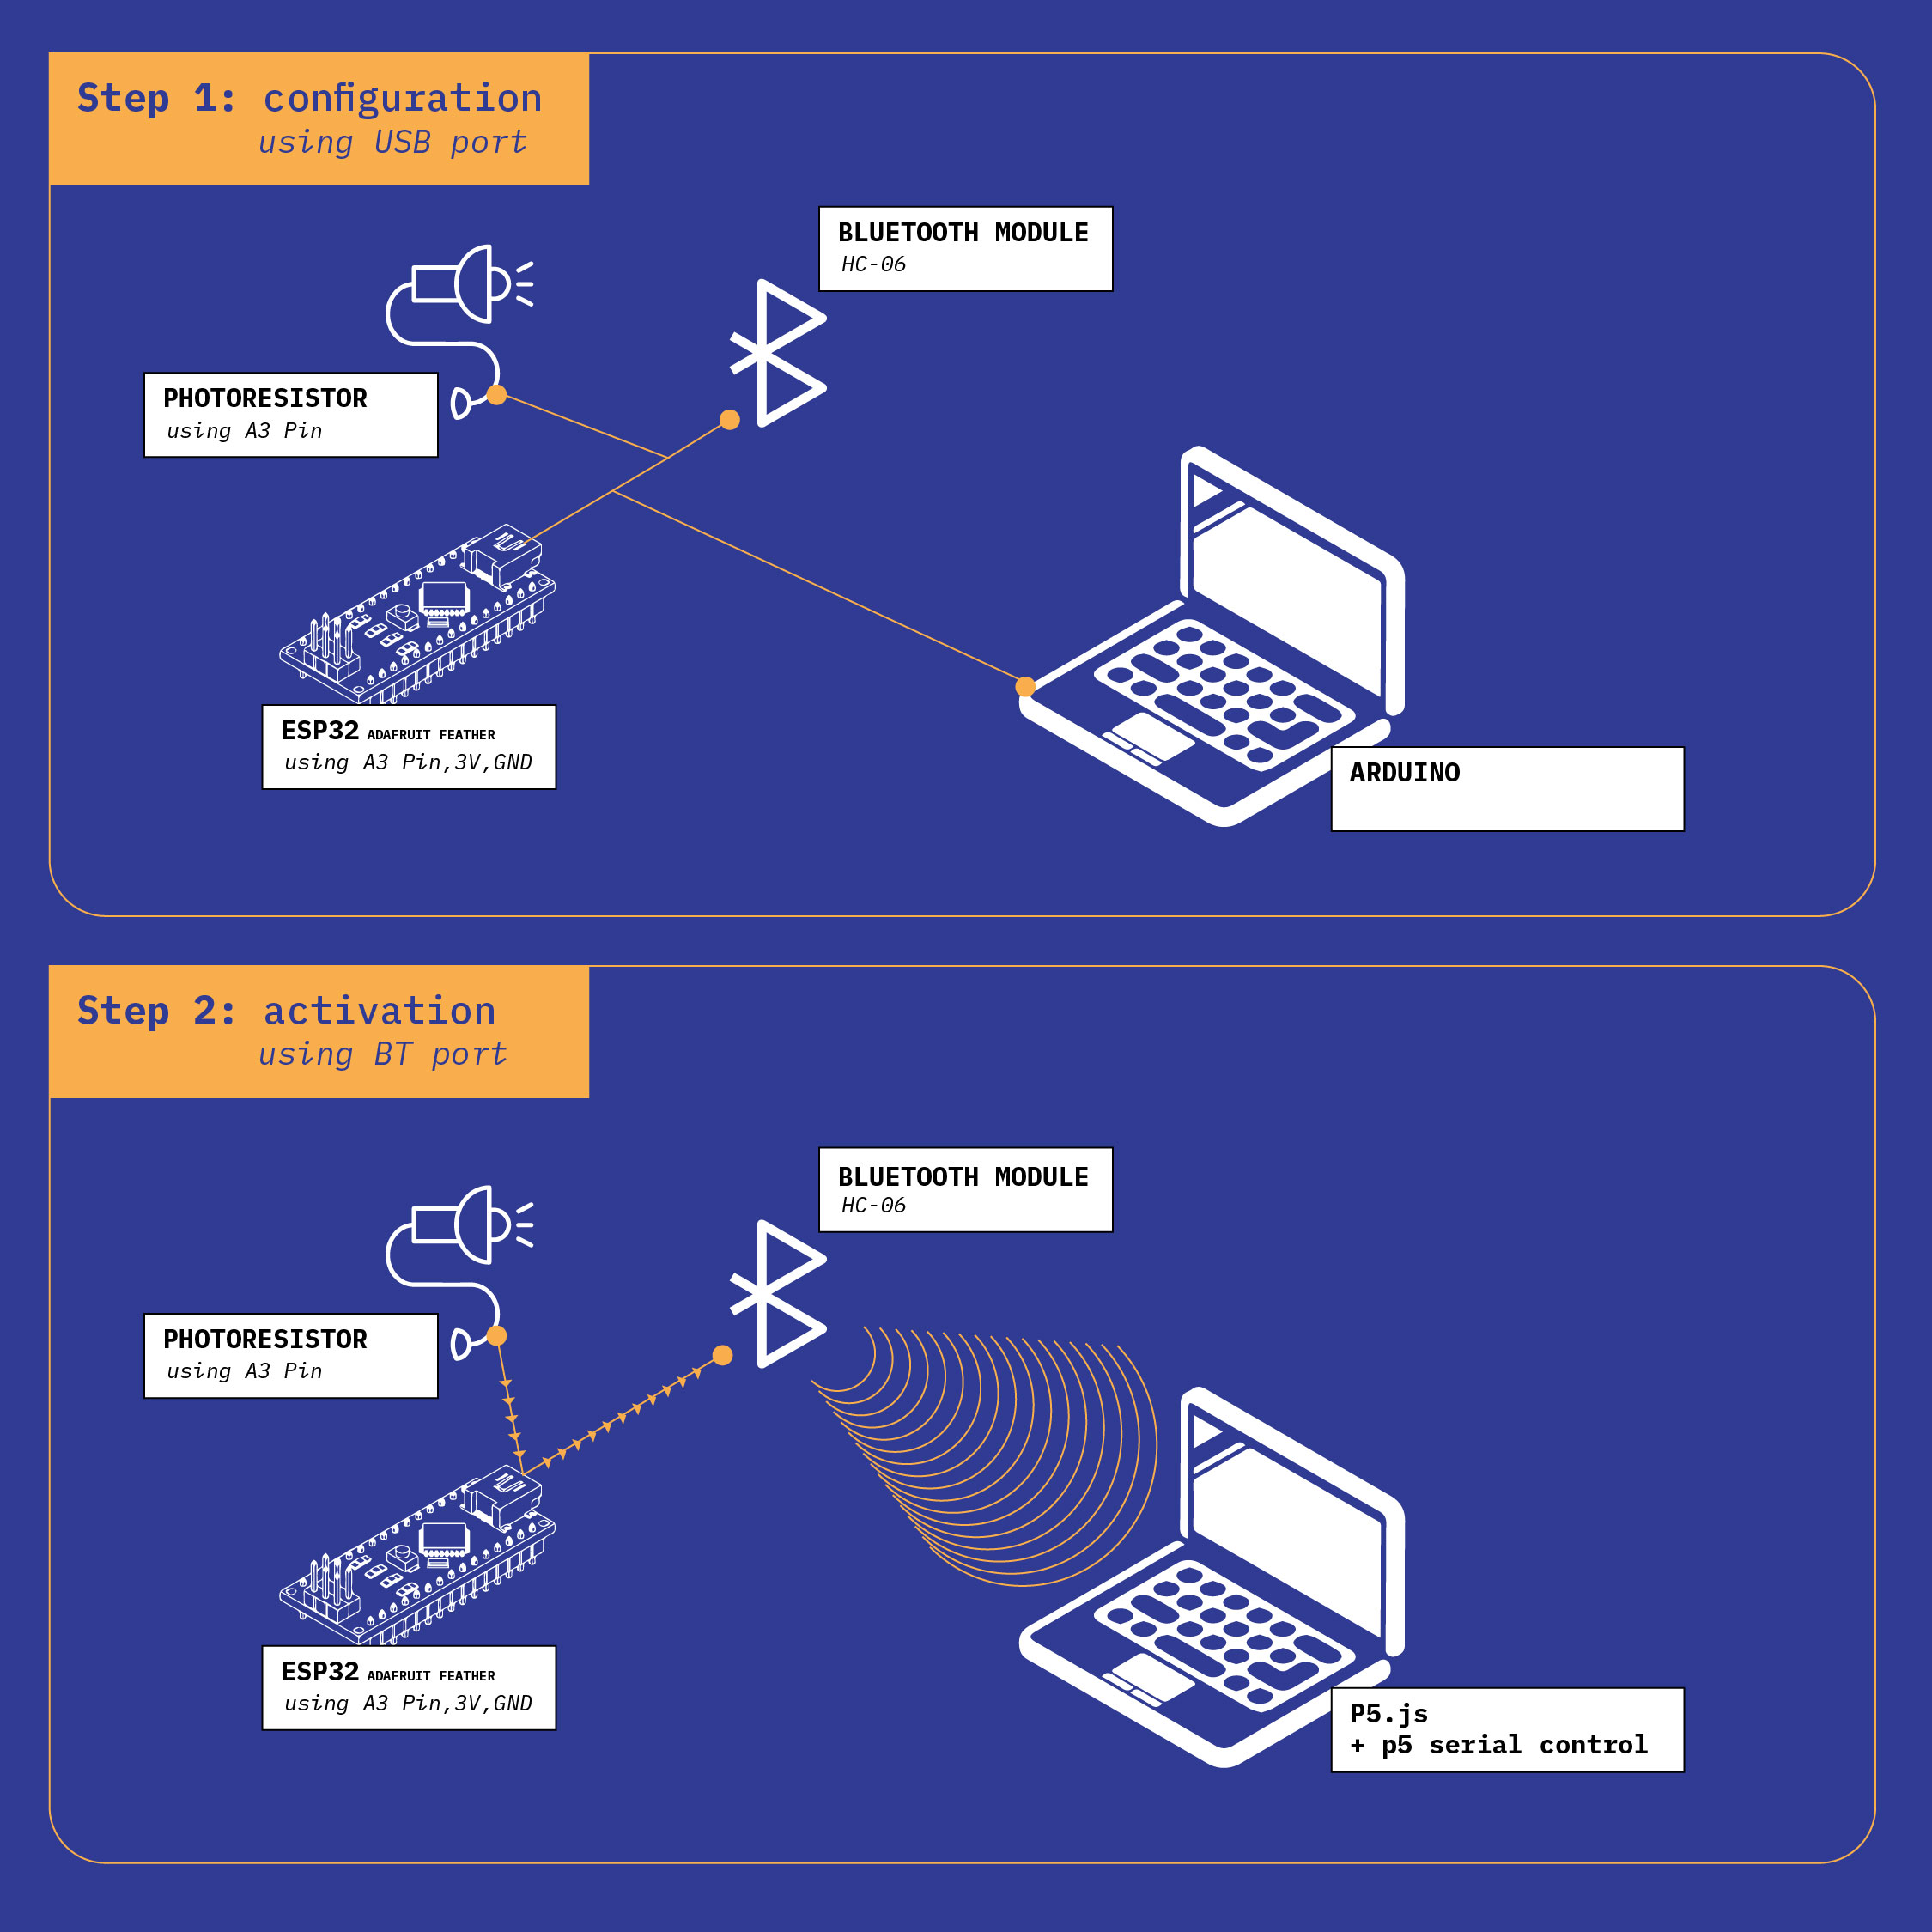 Step 1: configuration
using USB port
BLUETOOTH MODULE
HC-06
PHOTORESISTOR
using A3 Pin
ESP32 ADAFRUIT FEATHER
using A3 Pin,3V,GND
ARDUINO
Step 2: activation
using BT port
BLUETOOTH MODULE
HC-06
PHOTORESISTOR
using A3 Pin
ESP32 ADAFRUIT FEATHER
using A3 Pin,3V,GND
P5.js
+ p5 serial control